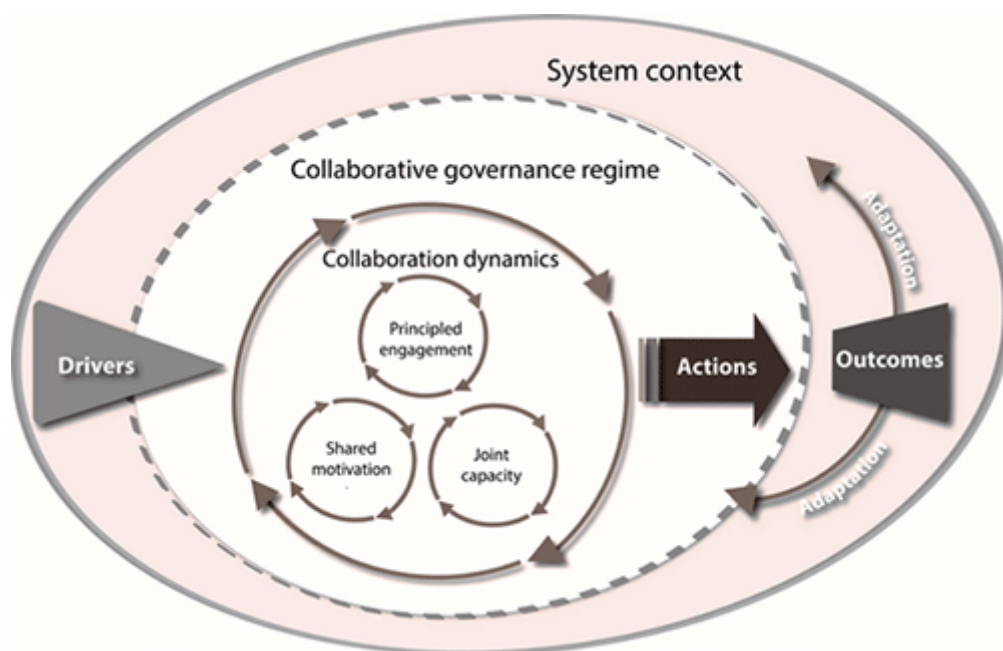 System context
Collaborative governance regime
Collaboration dynamics
Principled
engagement
Shared
motivation
Joint
capacity
Drivers
Actions
Outcomes
Adaptation
Adaptation